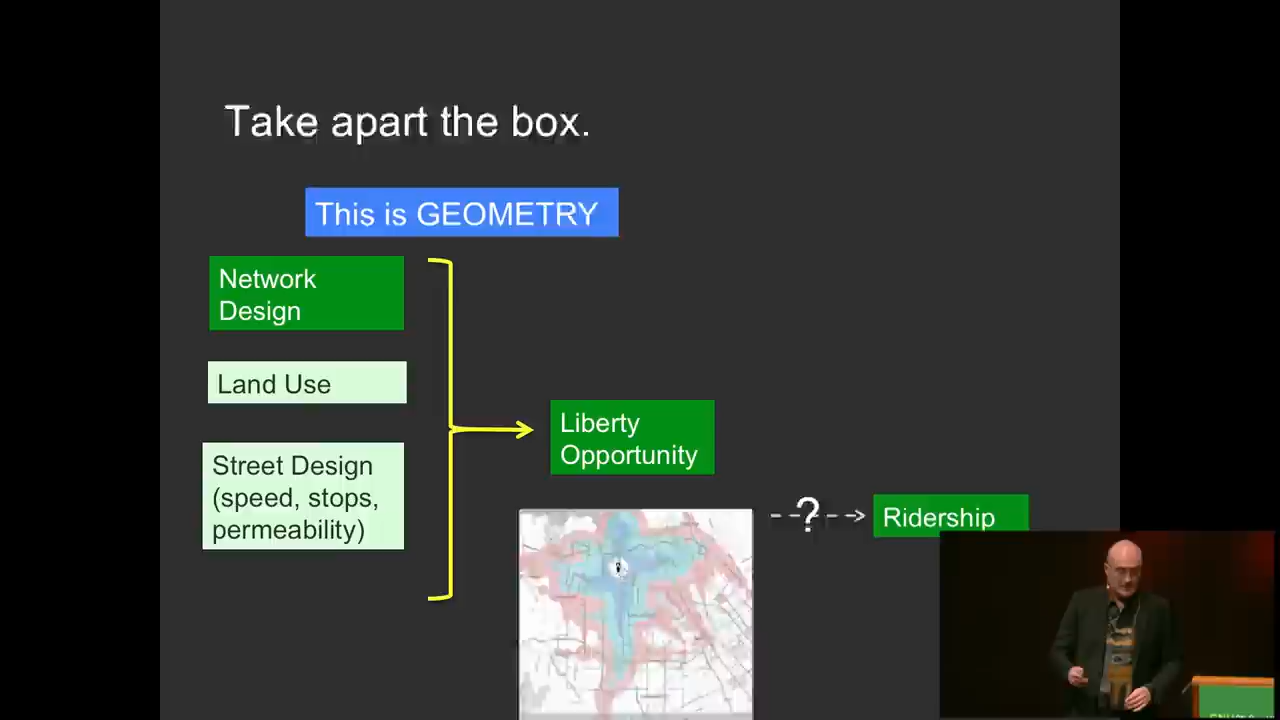 Take apart the box.
This is GEOMETRY
Network
Design
Land Use
Street Design
(speed, stops,
permeability)
Liberty
Opportunity
?
Ridership